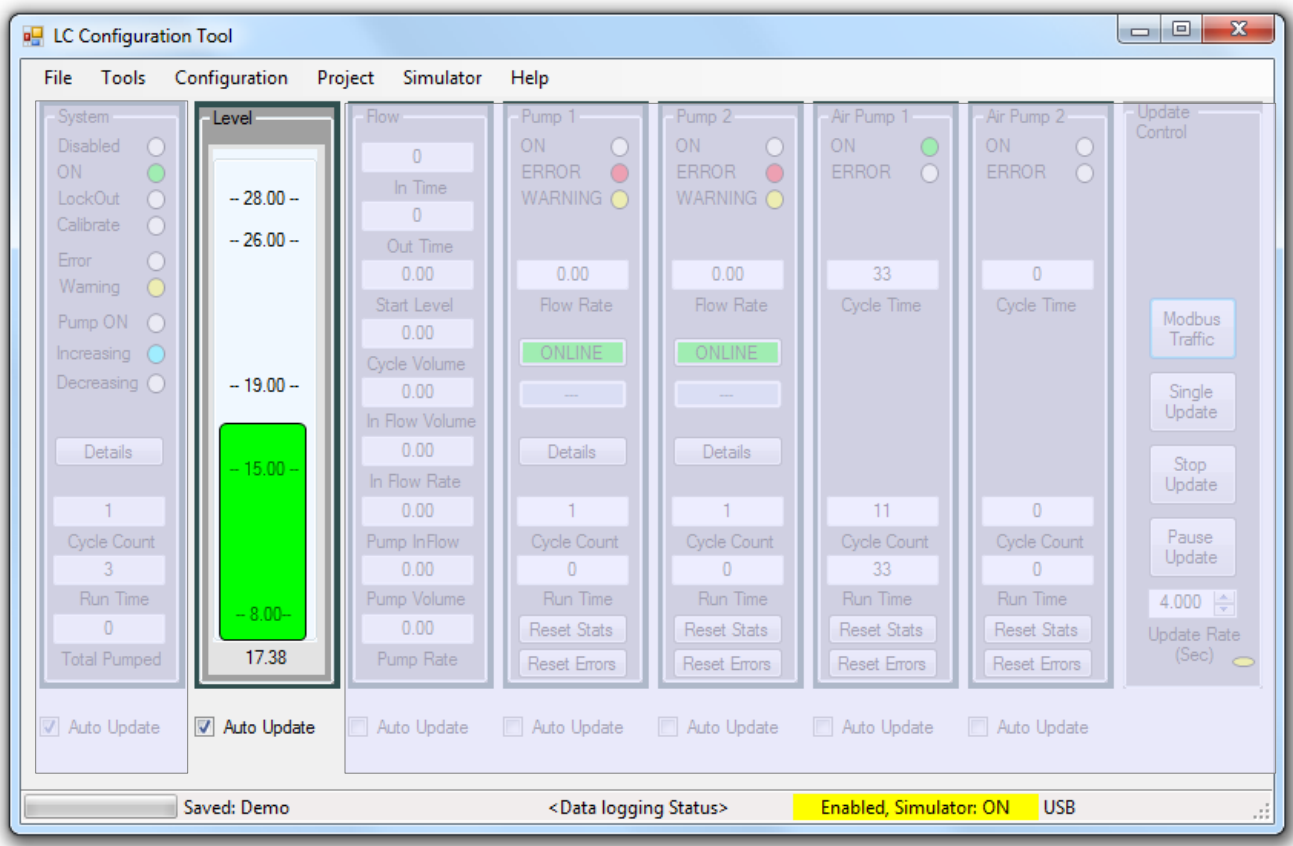 LC Configuration Tool
File Tools Configuration Project Simulator Help
System
Disabled
ON
LockOut
Calibrate
Error
Warning
Pump ON
Increasing
Decreasing
Details
1
Cycle Count
3
Run Time
0
Total Pumped
Auto Update
Level
-- 28.00 --
-- 26.00 --
-- 19.00 --
-- 15.00 --
-- 8.00--
17.38
Auto Update
Flow
0
In Time
0
Out Time
0.00
Start Level
0.00
Cycle Volume
0.00
In Flow Volume
0.00
In Flow Rate
0.00
Pump InFlow
0.00
Pump Volume
0.00
Pump Rate
Auto Update
Pump 1
ON
ERROR
WARNING
0.00
Flow Rate
ONLINE
---
Details
1
Cycle Count
0
Run Time
Reset Stats
Reset Errors
Auto Update
Pump 2
ON
ERROR
WARNING
0.00
Flow Rate
ONLINE
---
Details
1
Cycle Count
0
Run Time
Reset Stats
Reset Errors
Auto Update
Air Pump 1
ON
ERROR
33
Cycle Time
11
Cycle Count
33
Run Time
Reset Stats
Reset Errors
Auto Update
Air Pump 2
ON
ERROR
0
Cycle Time
0
Cycle Count
0
Run Time
Reset Stats
Reset Errors
Auto Update
Update
Control
Modbus
Traffic
Single
Update
Stop
Update
Pause
Update
4.000
Update Rate
(Sec)
Saved: Demo <Data logging Status> Enabled, Simulator: ON USB